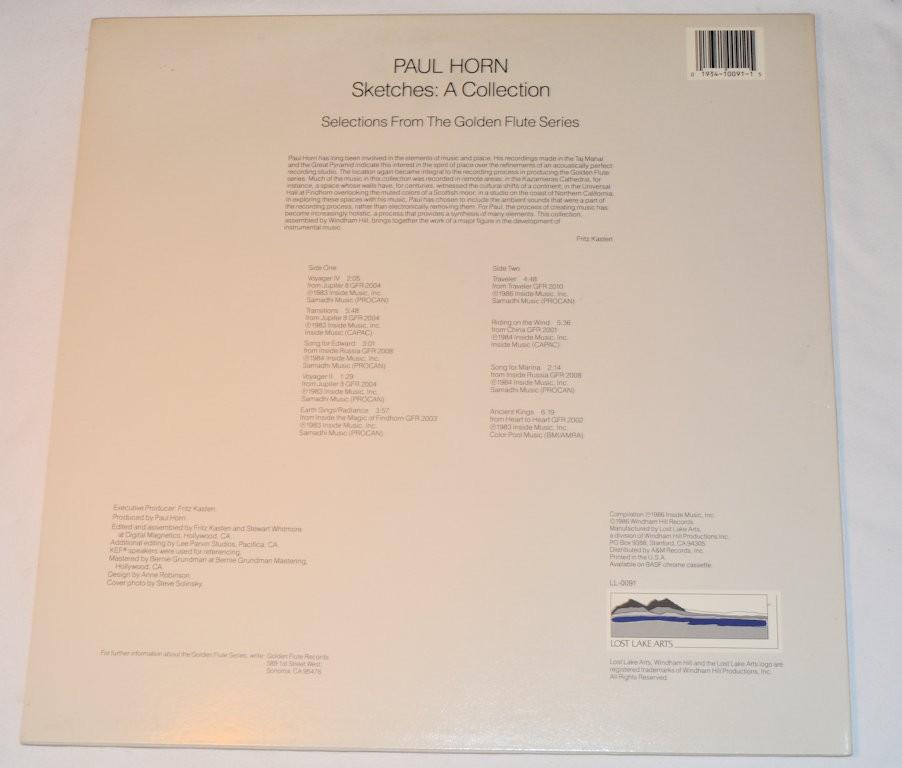 0 1934-10091-1 5
PAUL HORN
Sketches: A Collection
Selections From The Golden Flute Series
Paul Horn has long been involved in the elements of music and place. His recordings made in the Taj Mahal
and the Great Pyramid indicate this interest in the spirit of place over the refinements of an acoustically perfect
recording studio. The location again became integral to the recording process in producing the Golden Flute
series. Much of the music in this collection was recorded in remote areas: in the Kazamieras Cathedral, for
instance, a space whose walls have, for centuries, witnessed the cultural shifts of a continent; in the Universal
Hall at Findhorn overlooking the muted colors of a Scottish moor; in a studio on the coast of Northern California.
In exploring these spaces with his music, Paul has chosen to include the ambient sounds that were a part of
the recording process, rather than electronically removing them. For Paul, the process of creating music has
become increasingly holistic, a process that provides a synthesis of many elements. This collection,
assembled by Windham Hill, brings together the work of a major figure in the development of
instrumental music.
Fritz Kasten
Side One
Voyager IV 2:05
from Jupiter 8 GFR 2004
℗1983 Inside Music, Inc.
Samadhi Music (PROCAN)
Transitions 5:48
from Jupiter 8 GFR 2004
℗1983 Inside Music, Inc.
Inside Music (CAPAC)
Song for Edward 3:01
from Inside Russia GFR 2008
℗1984 Inside Music, Inc.
Samadhi Music (PROCAN)
Voyager II 1:29
from Jupiter 8 GFR 2004
℗1983 Inside Music, Inc.
Samadhi Music (PROCAN)
Earth Sings/Radiance 3:57
from Inside the Magic of Findhorn GFR 2003
℗1983 Inside Music, Inc.
Samadhi Music (PROCAN)
Side Two
Traveler 4:48
from Traveler GFR 2010
℗1986 Inside Music, Inc.
Samadhi Music (PROCAN)
Riding on the Wind 5:36
from China GFR 2001
℗1984 Inside Music, Inc.
Inside Music (CAPAC)
Song for Marina 2:14
from Inside Russia GFR 2008
℗1984 Inside Music, Inc.
Samadhi Music (PROCAN)
Ancient Kings 6:19
from Heart to Heart GFR 2002
℗1983 Inside Music, Inc.
Color Pool Music (BMI/AMRA)
Executive Producer: Fritz Kasten.
Produced by Paul Horn.
Edited and assembled by Fritz Kasten and Stewart Whitmore
at Digital Magnetics, Hollywood, CA.
Additional editing by Lee Parvin Studios, Pacifica, CA.
KEF® speakers were used for referencing.
Mastered by Bernie Grundman at Bernie Grundman Mastering,
Hollywood, CA.
Design by Anne Robinson.
Cover photo by Steve Solinsky.
For further information about the Golden Flute Series, write: Golden Flute Records
589 1st Street West,
Sonoma, CA 95476
Compilation ℗1986 Inside Music, Inc.
©1986 Windham Hill Records.
Manufactured by Lost Lake Arts,
a division of Windham Hill Productions Inc.
PO Box 9388, Stanford, CA 94305.
Distributed by A&M Records, Inc.
Printed in the U.S.A.
Available on BASF chrome cassette.
LL-0091
LOST LAKE ARTS
Lost Lake Arts, Windham Hill and the Lost Lake Arts logo are
registered trademarks of Windham Hill Productions, Inc.
All Rights Reserved.